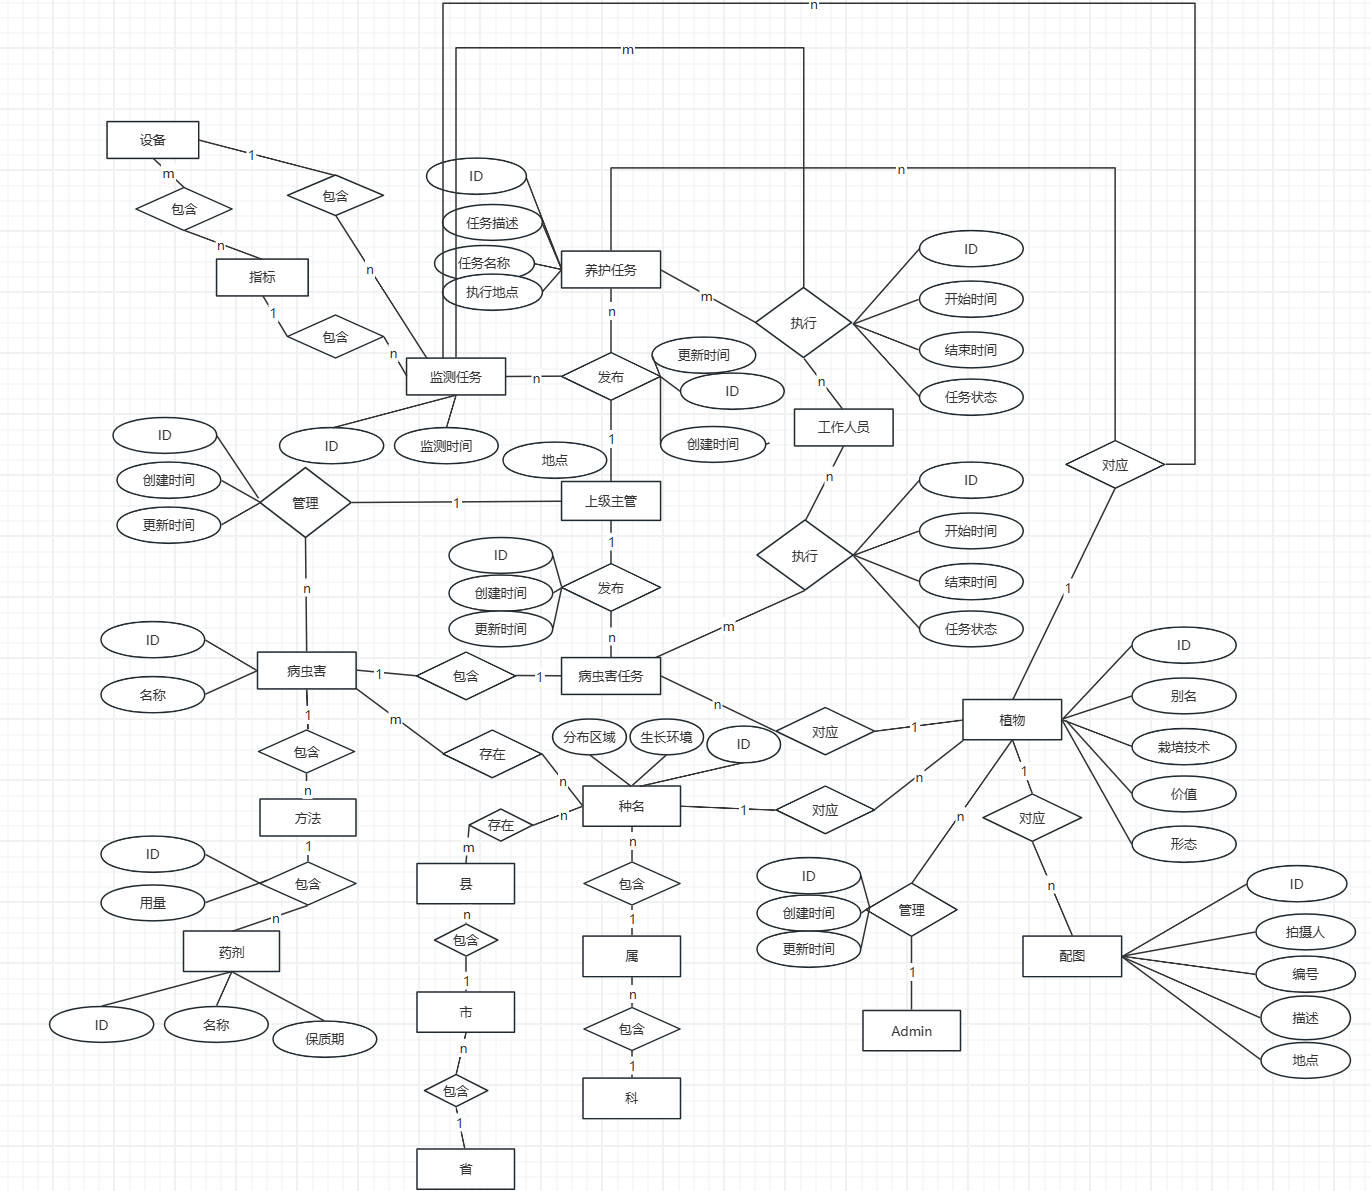 n
m
设备
1
m
包含
包含
n
指标
n
1
包含
n
ID
任务描述
任务名称
执行地点
养护任务
n
m
n
执行
ID
开始时间
结束时间
任务状态
监测任务
n
发布
更新时间
ID
创建时间
n
工作人员
ID
监测时间
地点
1
对应
ID
创建时间
更新时间
管理
1
上级主管
n
1
n
执行
ID
开始时间
结束时间
任务状态
ID
创建时间
更新时间
发布
n
m
1
ID
名称
病虫害
1
包含
1
病虫害任务
n
对应
1
植物
ID
别名
栽培技术
价值
形态
1
包含
n
m
存在
n
分布区域
生长环境
ID
种名
1
对应
n
方法
1
存在
n
m
县
ID
用量
包含
n
药剂
ID
名称
保质期
n
包含
1
市
n
包含
1
省
n
包含
1
属
n
包含
1
科
n
ID
创建时间
更新时间
管理
1
Admin
1
对应
n
配图
ID
拍摄人
编号
描述
地点